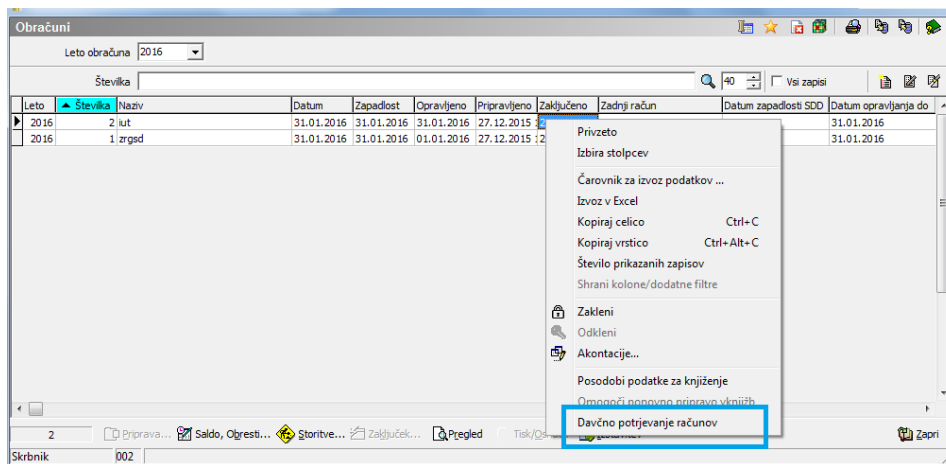 Obračuni
Leto obračuna 2016
Številka 40 Vsi zapisi
Leto Številka Naziv Datum Zapadlost Opravljeno Pripravljeno Zaključeno Zadnji račun Datum zapadlosti SDD Datum opravljanja do
2016 2 iut 31.01.2016 31.01.2016 31.01.2016 27.12.2015 31.01.2016
2016 1 zrgsd 31.01.2016 31.01.2016 01.01.2016 27.12.2015 31.01.2016
Privzeto
Izbira stolpcev
Čarovnik za izvoz podatkov ...
Izvoz v Excel
Kopiraj celico Ctrl+C
Kopiraj vrstico Ctrl+Alt+C
Število prikazanih zapisov
Shrani kolone/dodatne filtre
Zakleni
Odkleni
Akontacije...
Posodobi podatke za knjiženje
Omogoči ponovno pripravo vknjižb
Davčno potrjevanje računov
2 Priprava... Saldo, Obresti... Storitve... Zaključek... Pregled Zapri
Skrbnik 002